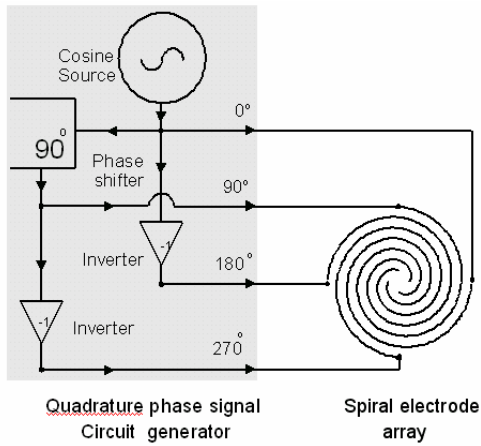 Cosine
Source
0°
90°
Phase
shifter
90°
-1
Inverter
180°
-1
Inverter
270°
Quadrature phase signal
Circuit generator
Spiral electrode
array